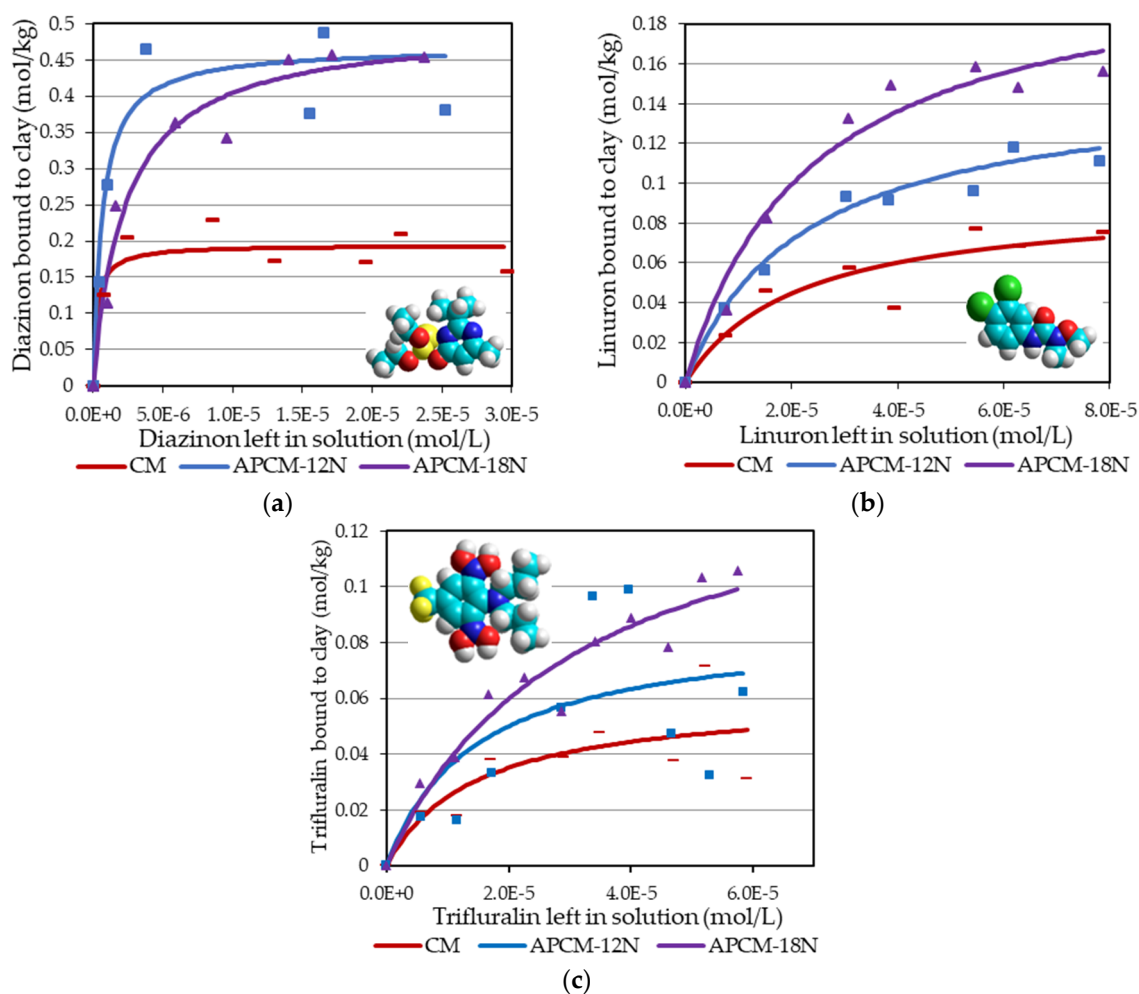 Diazinon bound to clay (mol/kg)
0.5
0.45
0.4
0.35
0.3
0.25
0.2
0.15
0.1
0.05
0
0.0E+0 5.0E-6 1.0E-5 1.5E-5 2.0E-5 2.5E-5 3.0E-5
Diazinon left in solution (mol/L)
CM APCM-12N APCM-18N
(a)
Linuron bound to clay (mol/kg)
0.18
0.16
0.14
0.12
0.1
0.08
0.06
0.04
0.02
0
0.0E+0 2.0E-5 4.0E-5 6.0E-5 8.0E-5
Linuron left in solution (mol/L)
CM APCM-12N APCM-18N
(b)
Trifluralin bound to clay (mol/kg)
0.12
0.1
0.08
0.06
0.04
0.02
0
0.0E+0 2.0E-5 4.0E-5 6.0E-5
Trifluralin left in solution (mol/L)
CM APCM-12N APCM-18N
(c)